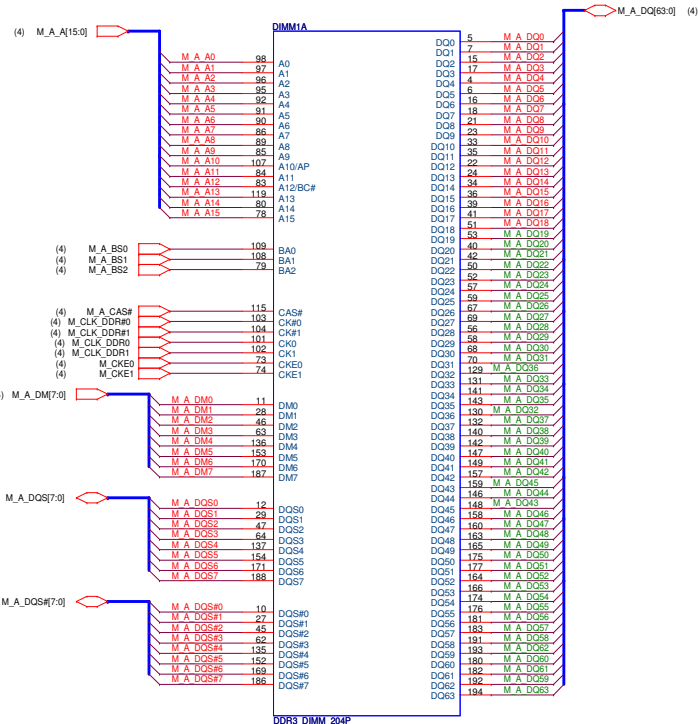 DIMM1A
(4) M_A_A[15:0]
M_A_A0 98 A0
M_A_A1 97 A1
M_A_A2 96 A2
M_A_A3 95 A3
M_A_A4 92 A4
M_A_A5 91 A5
M_A_A6 90 A6
M_A_A7 86 A7
M_A_A8 89 A8
M_A_A9 85 A9
M_A_A10 107 A10/AP
M_A_A11 84 A11
M_A_A12 83 A12/BC#
M_A_A13 119 A13
M_A_A14 80 A14
M_A_A15 78 A15
(4) M_A_BS0 109 BA0
(4) M_A_BS1 108 BA1
(4) M_A_BS2 79 BA2
(4) M_A_CAS# 115 CAS#
(4) M_CLK_DDR#0 103 CK#0
(4) M_CLK_DDR#1 104 CK#1
(4) M_CLK_DDR0 101 CK0
(4) M_CLK_DDR1 102 CK1
(4) M_CKE0 73 CKE0
(4) M_CKE1 74 CKE1
) M_A_DM[7:0]
M_A_DM0 11 DM0
M_A_DM1 28 DM1
M_A_DM2 46 DM2
M_A_DM3 63 DM3
M_A_DM4 136 DM4
M_A_DM5 153 DM5
M_A_DM6 170 DM6
M_A_DM7 187 DM7
M_A_DQS[7:0]
M_A_DQS0 12 DQS0
M_A_DQS1 29 DQS1
M_A_DQS2 47 DQS2
M_A_DQS3 64 DQS3
M_A_DQS4 137 DQS4
M_A_DQS5 154 DQS5
M_A_DQS6 171 DQS6
M_A_DQS7 188 DQS7
M_A_DQS#[7:0]
M_A_DQS#0 10 DQS#0
M_A_DQS#1 27 DQS#1
M_A_DQS#2 45 DQS#2
M_A_DQS#3 62 DQS#3
M_A_DQS#4 135 DQS#4
M_A_DQS#5 152 DQS#5
M_A_DQS#6 169 DQS#6
M_A_DQS#7 186 DQS#7
M_A_DQ[63:0] (4)
DQ0 5 M_A_DQ0
DQ1 7 M_A_DQ1
DQ2 15 M_A_DQ2
DQ3 17 M_A_DQ3
DQ4 4 M_A_DQ4
DQ5 6 M_A_DQ5
DQ6 16 M_A_DQ6
DQ7 18 M_A_DQ7
DQ8 21 M_A_DQ8
DQ9 23 M_A_DQ9
DQ10 33 M_A_DQ10
DQ11 35 M_A_DQ11
DQ12 22 M_A_DQ12
DQ13 24 M_A_DQ13
DQ14 34 M_A_DQ14
DQ15 36 M_A_DQ15
DQ16 39 M_A_DQ16
DQ17 41 M_A_DQ17
DQ18 51 M_A_DQ18
DQ19 53 M_A_DQ19
DQ20 40 M_A_DQ20
DQ21 42 M_A_DQ21
DQ22 50 M_A_DQ22
DQ23 52 M_A_DQ23
DQ24 57 M_A_DQ24
DQ25 59 M_A_DQ25
DQ26 67 M_A_DQ26
DQ27 69 M_A_DQ27
DQ28 56 M_A_DQ28
DQ29 58 M_A_DQ29
DQ30 68 M_A_DQ30
DQ31 70 M_A_DQ31
DQ32 129 M_A_DQ36
DQ33 131 M_A_DQ33
DQ34 141 M_A_DQ34
DQ35 143 M_A_DQ35
DQ36 130 M_A_DQ32
DQ37 132 M_A_DQ37
DQ38 140 M_A_DQ38
DQ39 142 M_A_DQ39
DQ40 147 M_A_DQ40
DQ41 149 M_A_DQ41
DQ42 157 M_A_DQ42
DQ43 159 M_A_DQ45
DQ44 146 M_A_DQ44
DQ45 148 M_A_DQ43
DQ46 158 M_A_DQ46
DQ47 160 M_A_DQ47
DQ48 163 M_A_DQ48
DQ49 165 M_A_DQ49
DQ50 175 M_A_DQ50
DQ51 177 M_A_DQ51
DQ52 164 M_A_DQ52
DQ53 166 M_A_DQ53
DQ54 174 M_A_DQ54
DQ55 176 M_A_DQ55
DQ56 181 M_A_DQ56
DQ57 183 M_A_DQ57
DQ58 191 M_A_DQ58
DQ59 193 M_A_DQ62
DQ60 180 M_A_DQ60
DQ61 182 M_A_DQ61
DQ62 192 M_A_DQ59
DQ63 194 M_A_DQ63
DDR3_DIMM_204P